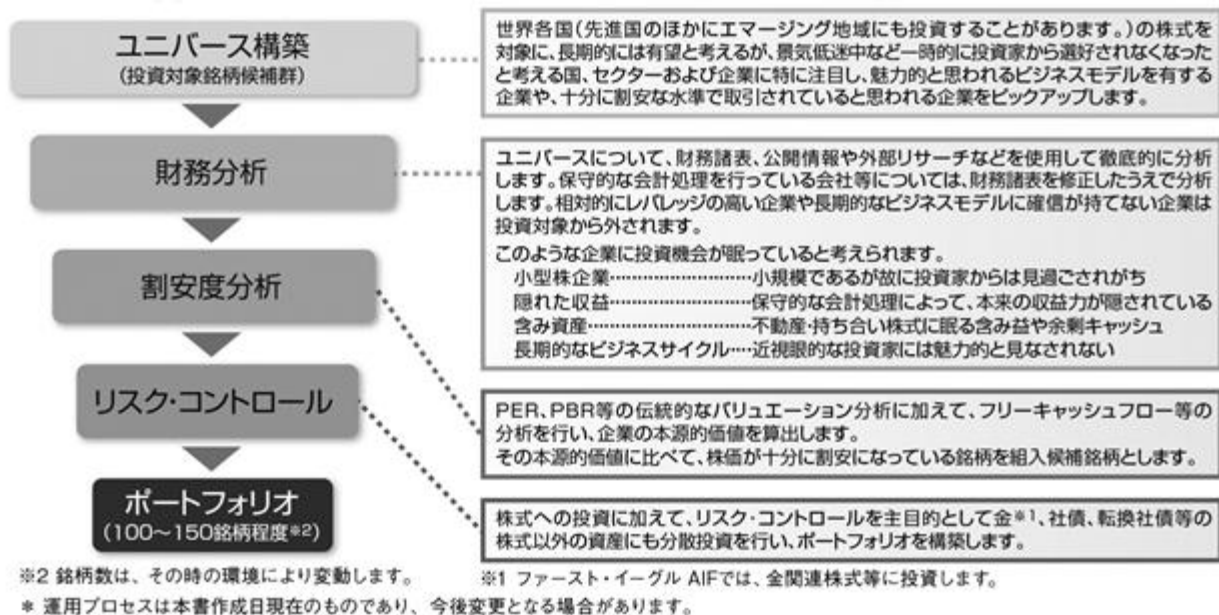 ユニバース構築
(投資対象銘柄候補群)
世界各国(先進国のほかにエマージング地域にも投資することがあります。)の株式を
対象に、長期的には有望と考えるが、景気低迷中など一時的に投資家から選好されなくなった
と考える国、セクターおよび企業に特に注目し、魅力的と思われるビジネスモデルを有する
企業や、十分に割安な水準で取引されていると思われる企業をピックアップします。
財務分析
ユニバースについて、財務諸表、公開情報や外部リサーチなどを使用して徹底的に分析
します。保守的な会計処理を行っている会社等については、財務諸表を修正したうえで分析
します。相対的にレバレッジの高い企業や長期的なビジネスモデルに確信が持てない企業は
投資対象から外されます。
このような企業に投資機会が眠っていると考えられます。
小型株企業……………………小規模であるが故に投資家からは見過ごされがち
隠れた収益……………………保守的な会計処理によって、本来の収益力が隠されている
含み資産………………………不動産・持ち合い株式に眠る含み益や余剰キャッシュ
長期的なビジネスサイクル……近視眼的な投資家には魅力的と見なされない
割安度分析
PER、PBR等の伝統的なバリュエーション分析に加えて、フリーキャッシュフロー等の
分析を行い、企業の本源的価値を算出します。
その本源的価値に比べて、株価が十分に割安になっている銘柄を組入候補銘柄とします。
リスク・コントロール
株式への投資に加えて、リスク・コントロールを主目的として金※1、社債、転換社債等の
株式以外の資産にも分散投資を行い、ポートフォリオを構築します。
ポートフォリオ
(100～150銘柄程度※2)
※2 銘柄数は、その時の環境により変動します。
※1 ファースト・イーグル AIFでは、金関連株式等に投資します。
* 運用プロセスは本書作成日現在のものであり、今後変更となる場合があります。